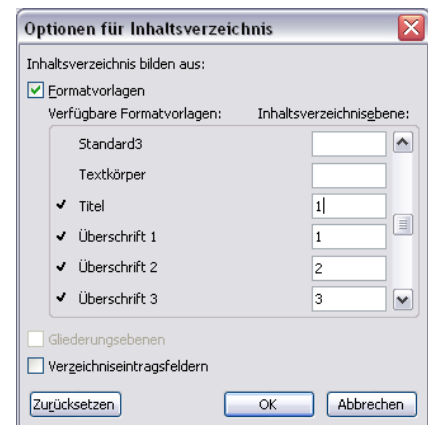 Optionen für Inhaltsverzeichnis
Inhaltsverzeichnis bilden aus:
Formatvorlagen
Verfügbare Formatvorlagen: Inhaltsverzeichnisebene:
Standard3
Textkörper
Titel 1
Überschrift 1 1
Überschrift 2 2
Überschrift 3 3
Gliederungsebenen
Verzeichniseintragsfeldern
Zurücksetzen OK Abbrechen